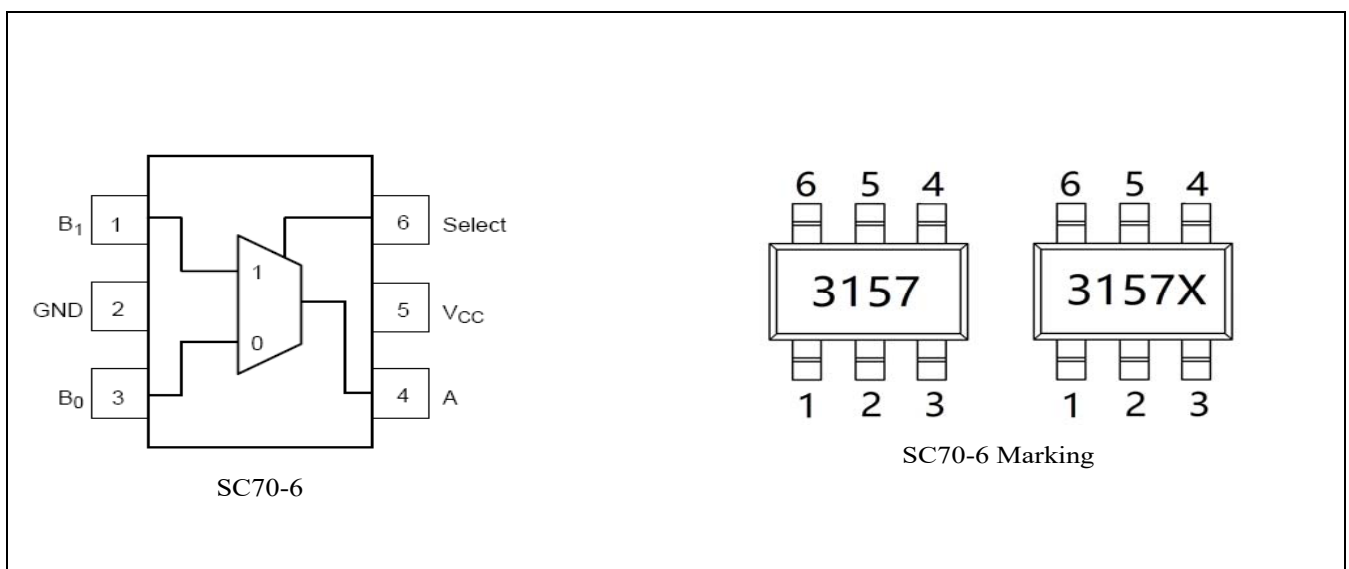 B1 1 6 Select
1
GND 2 5 VCC
0
B0 3 4 A
SC70-6
6 5 4 6 5 4
3157 3157X
1 2 3 1 2 3
SC70-6 Marking